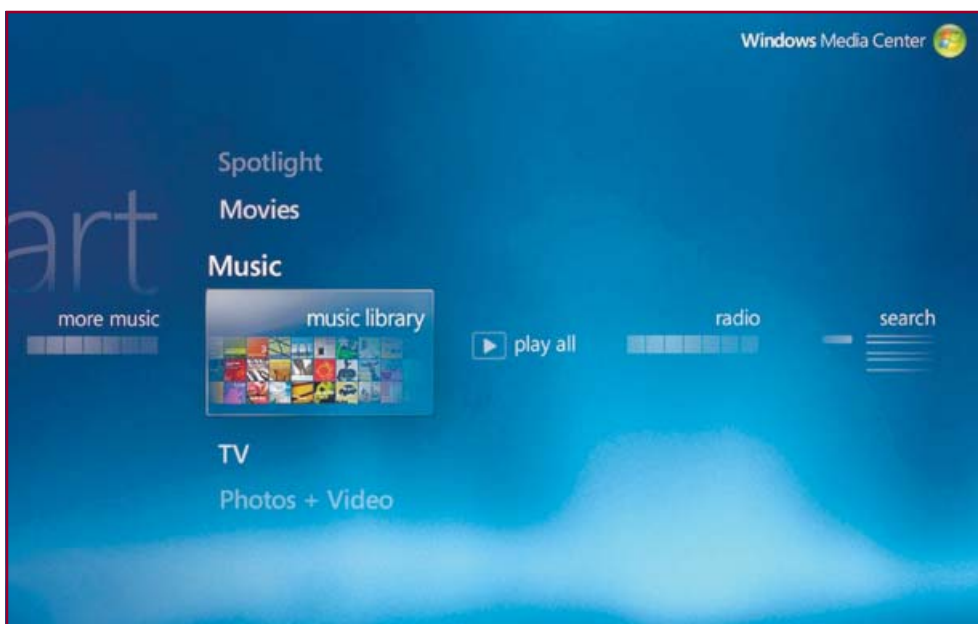 Windows Media Center
Spotlight
Movies
art
Music
more music
music library
play all
radio
search
TV
Photos + Video